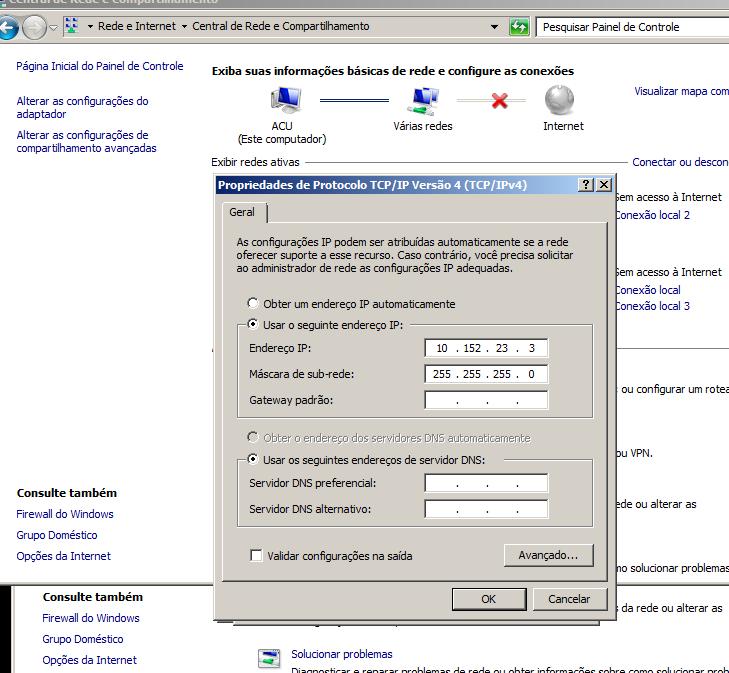 Central de Rede e Compartilhamento
Rede e Internet Central de Rede e Compartilhamento
Pesquisar Painel de Controle
Página Inicial do Painel de Controle
Alterar as configurações do
adaptador
Alterar as configurações de
compartilhamento avançadas
Exiba suas informações básicas de rede e configure as conexões
Visualizar mapa com
ACU
(Este computador)
Várias redes
Internet
Exibir redes ativas
Conectar ou descon
Sem acesso à Internet
Conexão local 2
Sem acesso à Internet
Conexão local
Conexão local 3
ou configurar um rotea
ou VPN.
ede ou alterar as
mo solucionar problemas
Propriedades de Protocolo TCP/IP Versão 4 (TCP/IPv4)
Geral
As configurações IP podem ser atribuídas automaticamente se a rede
oferecer suporte a esse recurso. Caso contrário, você precisa solicitar
ao administrador de rede as configurações IP adequadas.
Obter um endereço IP automaticamente
Usar o seguinte endereço IP:
Endereço IP: 10 . 152 . 23 . 3
Máscara de sub-rede: 255 . 255 . 255 . 0
Gateway padrão: . . .
Obter o endereço dos servidores DNS automaticamente
Usar os seguintes endereços de servidor DNS:
Servidor DNS preferencial: . . .
Servidor DNS alternativo: . . .
Validar configurações na saída
Avançado...
OK Cancelar
Consulte também
Firewall do Windows
Grupo Doméstico
Opções da Internet
Consulte também
Firewall do Windows
Grupo Doméstico
Opções da Internet
da rede ou alterar as
Solucionar problemas
Diagnosticar e reparar problemas de rede ou obter informações sobre como solucionar prob